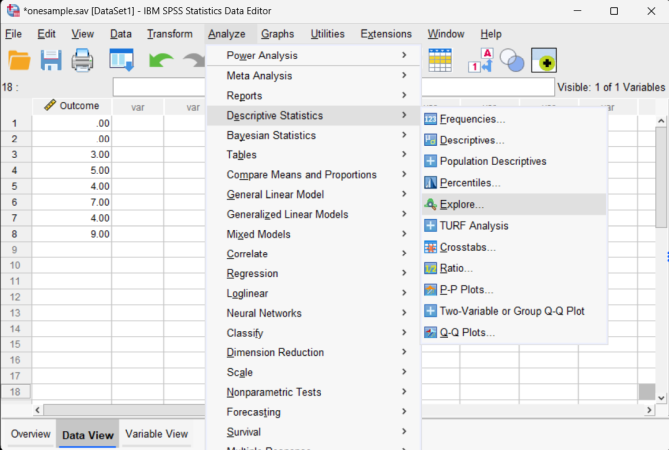 *onesample.sav [DataSet1] - IBM SPSS Statistics Data Editor
File Edit View Data Transform Analyze Graphs Utilities Extensions Window Help
18 :
Visible: 1 of 1 Variables
Outcome var var var
1 .00
2 .00
3 3.00
4 5.00
5 4.00
6 7.00
7 4.00
8 9.00
9
10
11
12
13
14
15
16
17
18
Power Analysis
Meta Analysis
Reports
Descriptive Statistics
Bayesian Statistics
Tables
Compare Means and Proportions
General Linear Model
Generalized Linear Models
Mixed Models
Correlate
Regression
Loglinear
Neural Networks
Classify
Dimension Reduction
Scale
Nonparametric Tests
Forecasting
Survival
Frequencies...
Descriptives...
Population Descriptives
Percentiles...
Explore...
TURF Analysis
Crosstabs...
Ratio...
P-P Plots...
Two-Variable or Group Q-Q Plot
Q-Q Plots...
Overview Data View Variable View